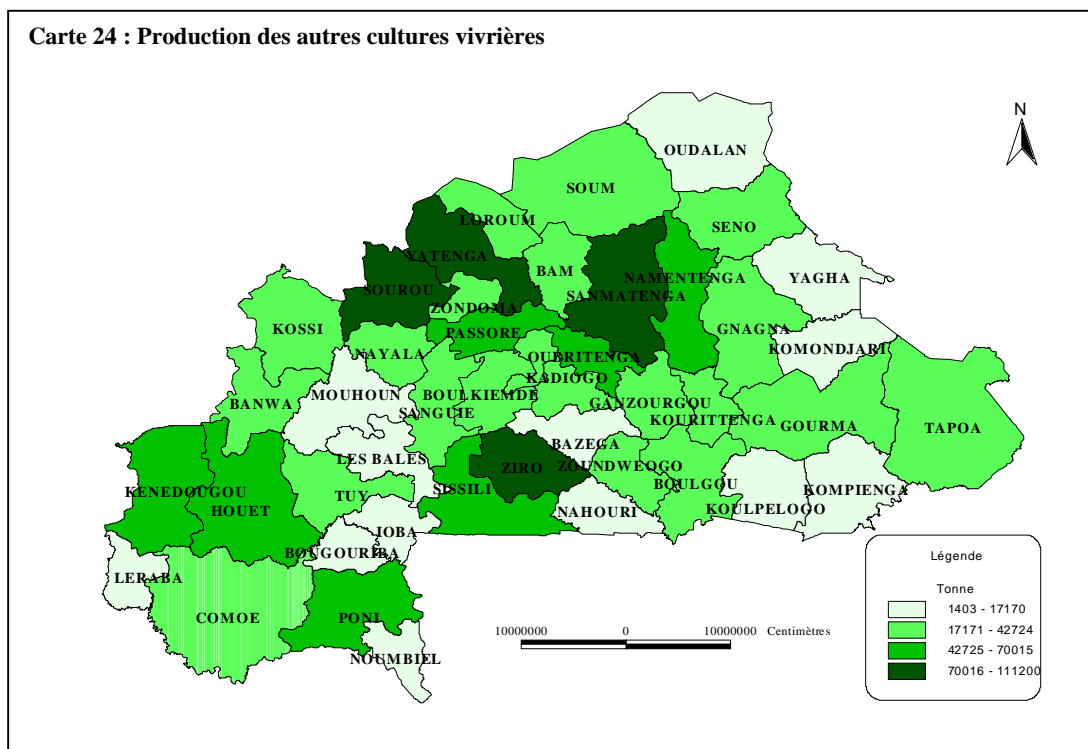 Carte 24 : Production des autres cultures vivrières
N
OUDALAN
SOUM
LOROUM
SENO
YATENGA
BAM
NAMENTENGA
YAGHA
SOUROU
SANMATENGA
ZONDOMA
KOSSI
PASSORE
GNAGNA
KOMONDJARI
NAYALA
OUBRITENGA
KADIOGO
MOUHOUN
BOULKIEMDE
BANWA
GANZOURGOU
SANGUIE
KOURITTENGA
GOURMA
TAPOA
BAZEGA
LES BALES
ZIRO
ZOUNDWEOGO
KENEDOUGOU
SISSILI
BOULGOU
KOMPIENGA
TUY
HOUET
NAHOURI
KOULPELOGO
IOBA
BOUGOURIBA
LERABA
COMOE
PONI
NOUMBIEL
10000000 0 10000000 Centimètres
Légende
Tonne
1403 - 17170
17171 - 42724
42725 - 70015
70016 - 111200